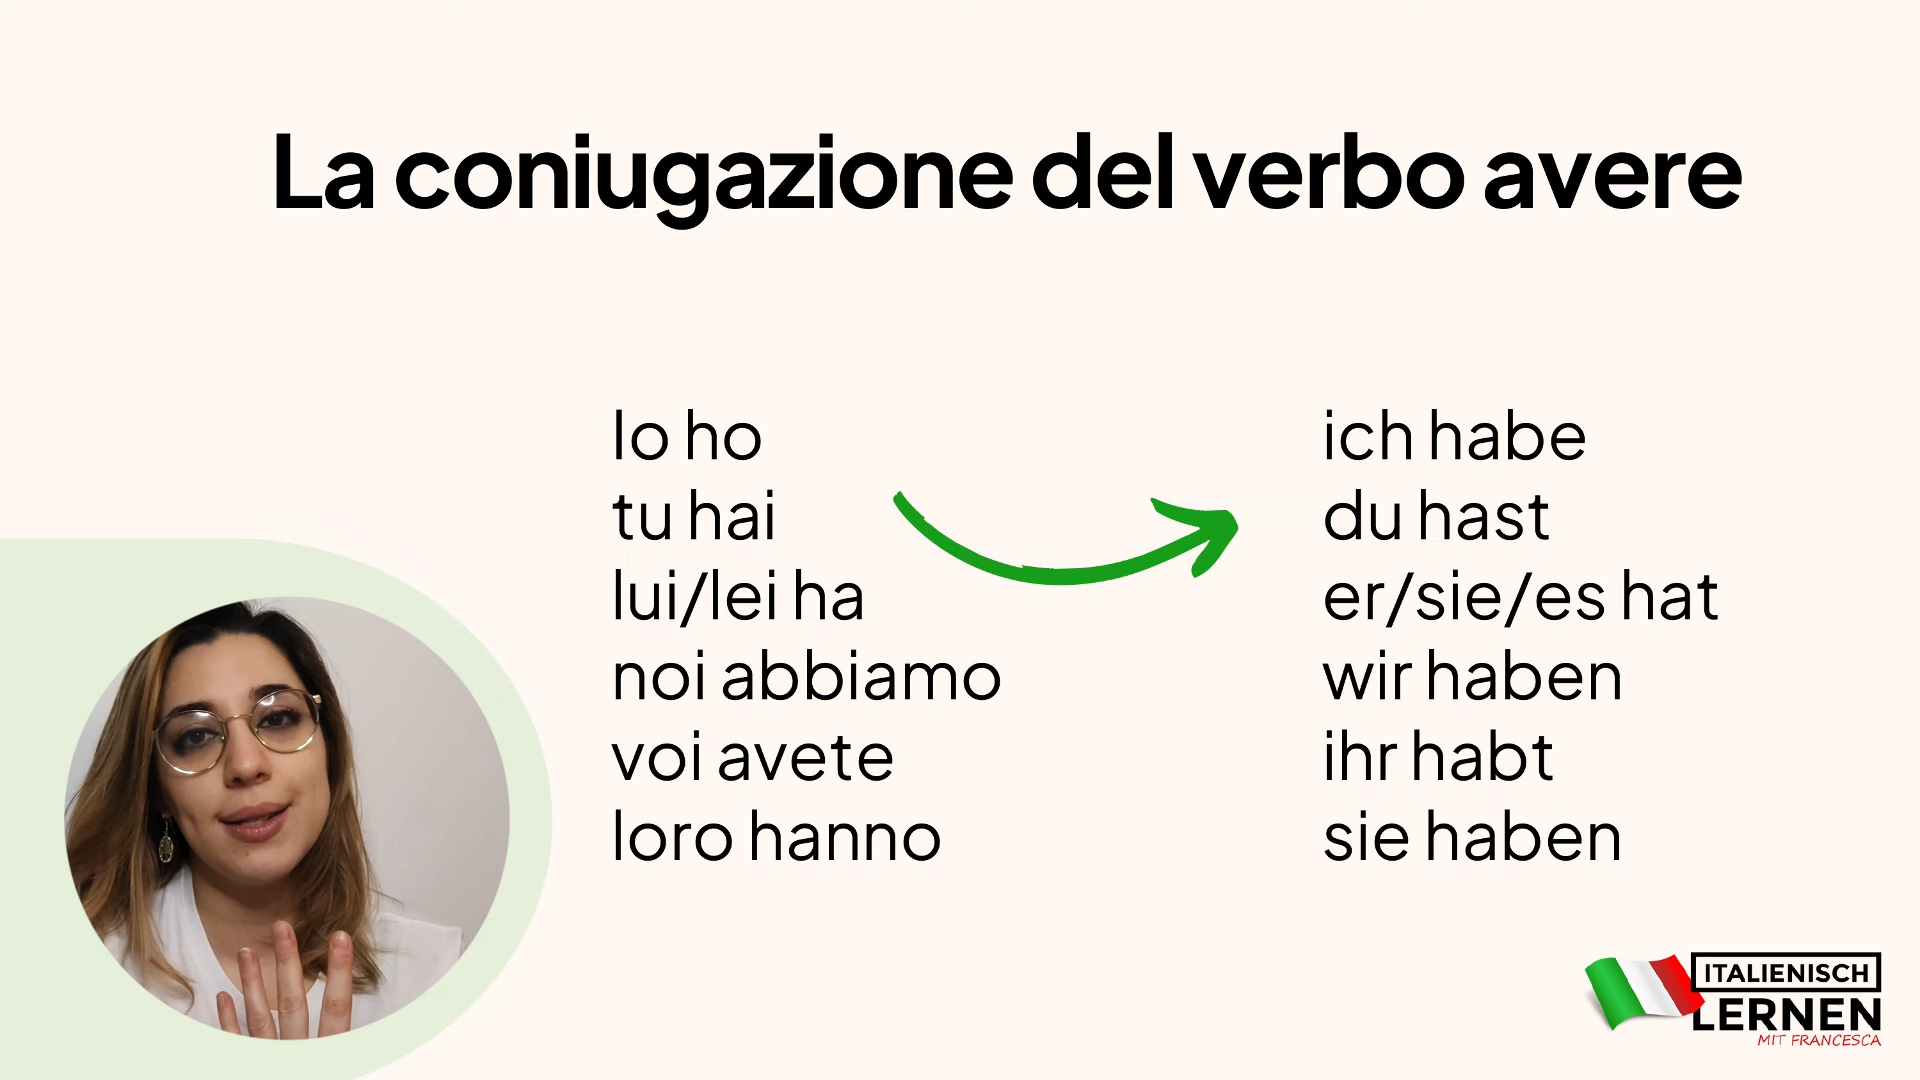 La coniugazione del verbo avere
Io ho
tu hai
lui/lei ha
noi abbiamo
voi avete
loro hanno
ich habe
du hast
er/sie/es hat
wir haben
ihr habt
sie haben
ITALIENISCH
LERNEN
MIT FRANCESCA